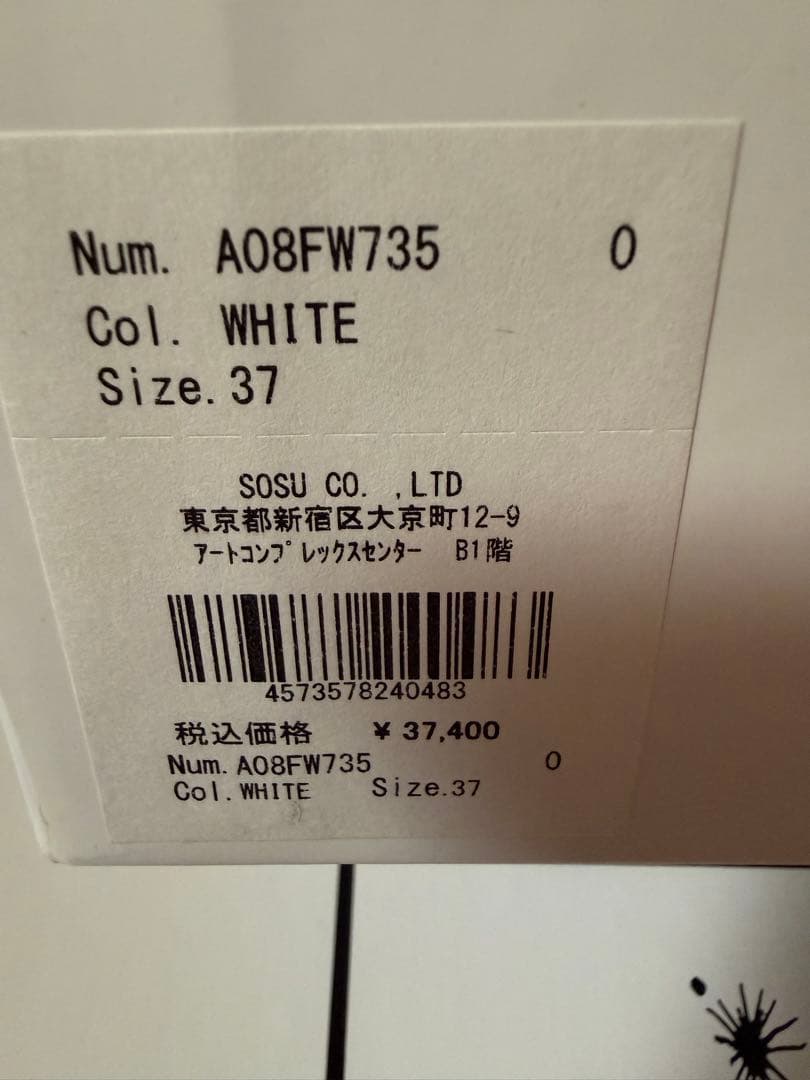 Num. A08FW735 0
Col. WHITE
Size.37
SOSU CO. ,LTD
東京都新宿区大京町12-9
ｱｰﾄｺﾝﾌﾟﾚｯｸｽｾﾝﾀｰ B1階
4573578240483
税込価格 ¥ 37,400
Num. A08FW735 0
Col. WHITE Size.37